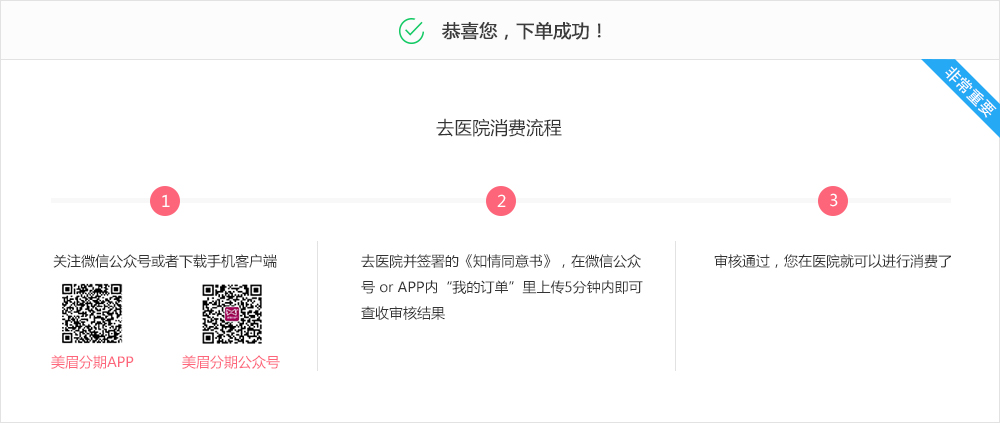 恭喜您，下单成功！
非常重要
去医院消费流程
1
2
3
关注微信公众号或者下载手机客户端
美眉分期APP
美眉分期公众号
去医院并签署的《知情同意书》，在微信公众
号 or APP内“我的订单”里上传5分钟内即可
查收审核结果
审核通过，您在医院就可以进行消费了